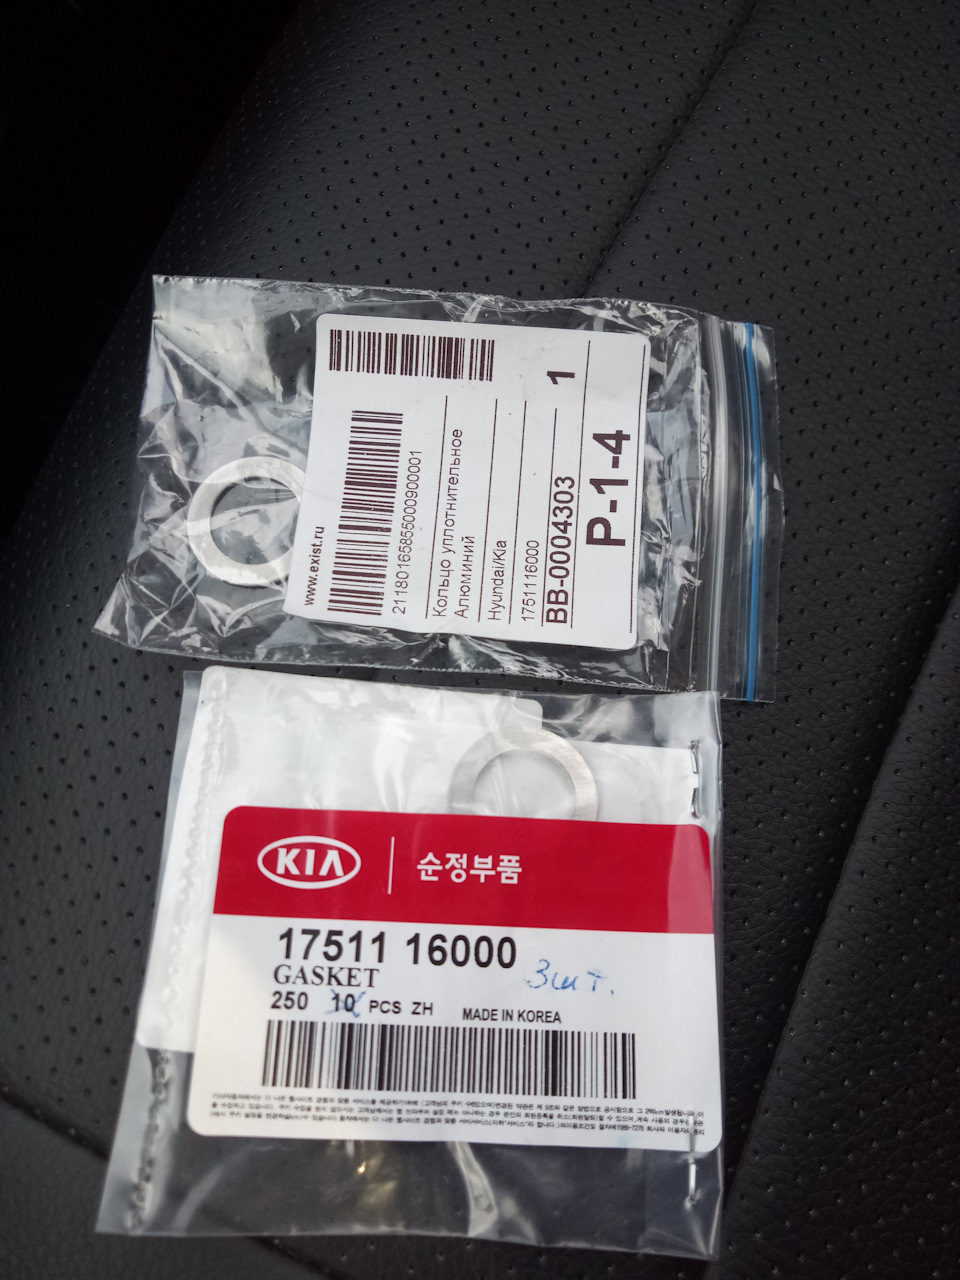 www.exist.ru
21180165855000900001
Кольцо уплотнительное
Алюминий
Hyundai/Kia
1751116000
BB-0004303 1
P-1-4
KIA 순정부품
17511 16000
GASKET
3шт.
250 10 PCS ZH MADE IN KOREA